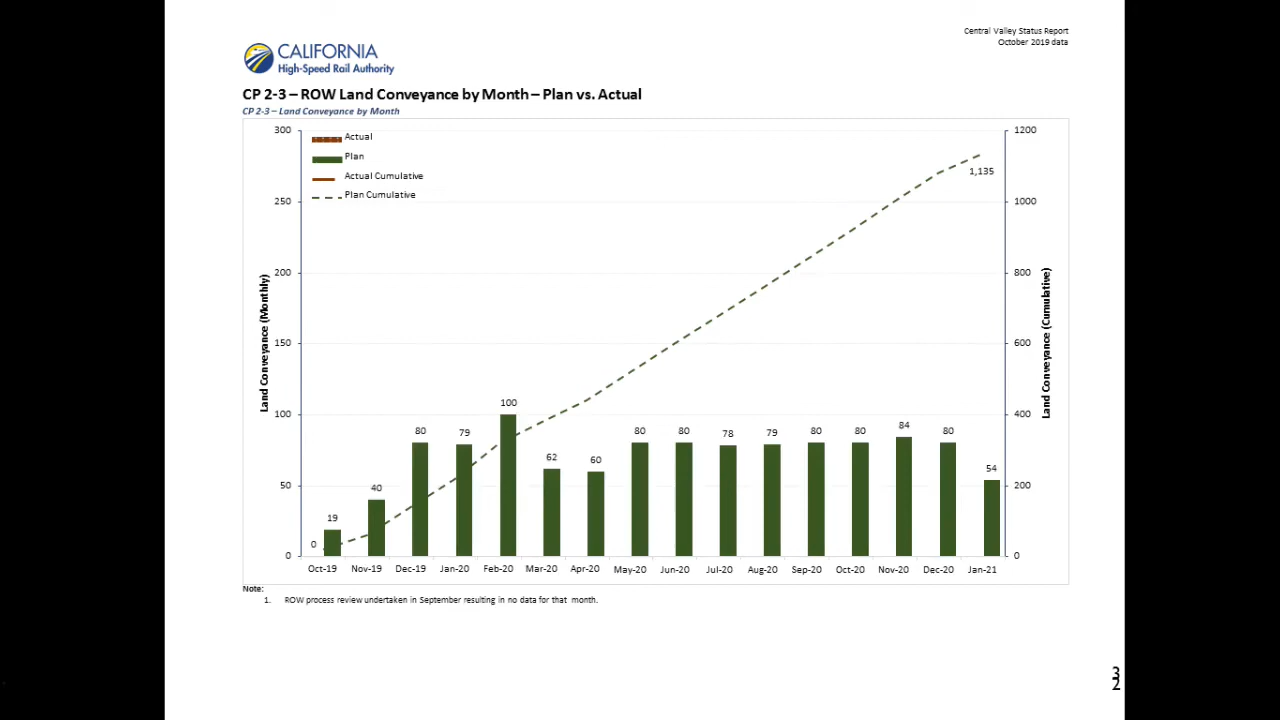 Central Valley Status Report
October 2019 data
CALIFORNIA
High-Speed Rail Authority
CP 2-3 – ROW Land Conveyance by Month – Plan vs. Actual
CP 2-3 – Land Conveyance by Month
300
250
200
150
100
50
0
Land Conveyance (Monthly)
Actual
Plan
Actual Cumulative
Plan Cumulative
1200
1000
800
600
400
200
0
Land Conveyance (Cumulative)
1,135
0
19
40
80
79
100
62
60
80
80
78
79
80
80
84
80
54
Oct-19 Nov-19 Dec-19 Jan-20 Feb-20 Mar-20 Apr-20 May-20 Jun-20 Jul-20 Aug-20 Sep-20 Oct-20 Nov-20 Dec-20 Jan-21
Note:
1. ROW process review undertaken in September resulting in no data for that month.
3
2